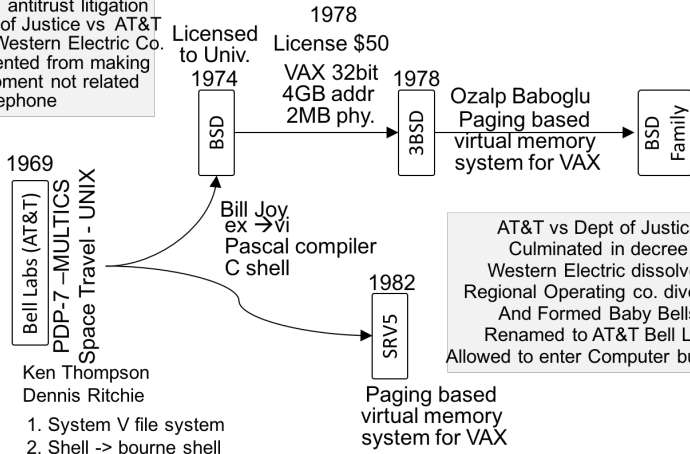 antitrust litigation
of Justice vs AT&T
Western Electric Co.
ented from making
pment not related
ephone
Licensed
to Univ.
1974
BSD
1978
License $50
VAX 32bit
4GB addr
2MB phy.
1978
3BSD
Ozalp Baboglu
Paging based
virtual memory
system for VAX
BSD
Family
1969
Bell Labs (AT&T)
PDP-7 –MULTICS
Space Travel - UNIX
Ken Thompson
Dennis Ritchie
1. System V file system
2. Shell -> bourne shell
Bill Joy
ex →vi
Pascal compiler
C shell
1982
SRV5
Paging based
virtual memory
system for VAX
AT&T vs Dept of Justic
Culminated in decree
Western Electric dissolv
Regional Operating co. dive
And Formed Baby Bells
Renamed to AT&T Bell L
Allowed to enter Computer bu